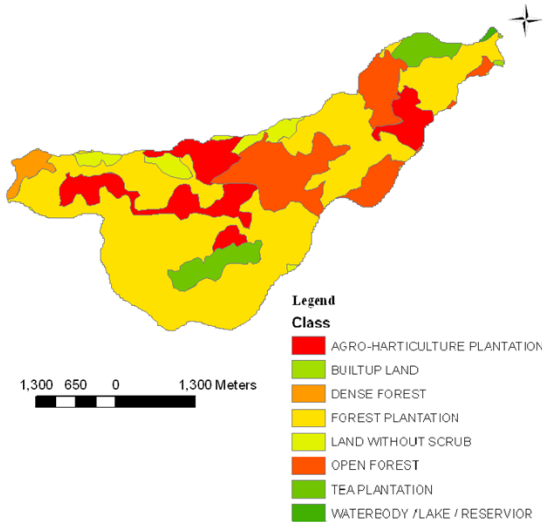 Legend
Class
AGRO-HARTICULTURE PLANTATION
BUILTUP LAND
DENSE FOREST
FOREST PLANTATION
LAND WITHOUT SCRUB
OPEN FOREST
TEA PLANTATION
WATERBODY / LAKE / RESERVIOR
1,300 650 0 1,300 Meters